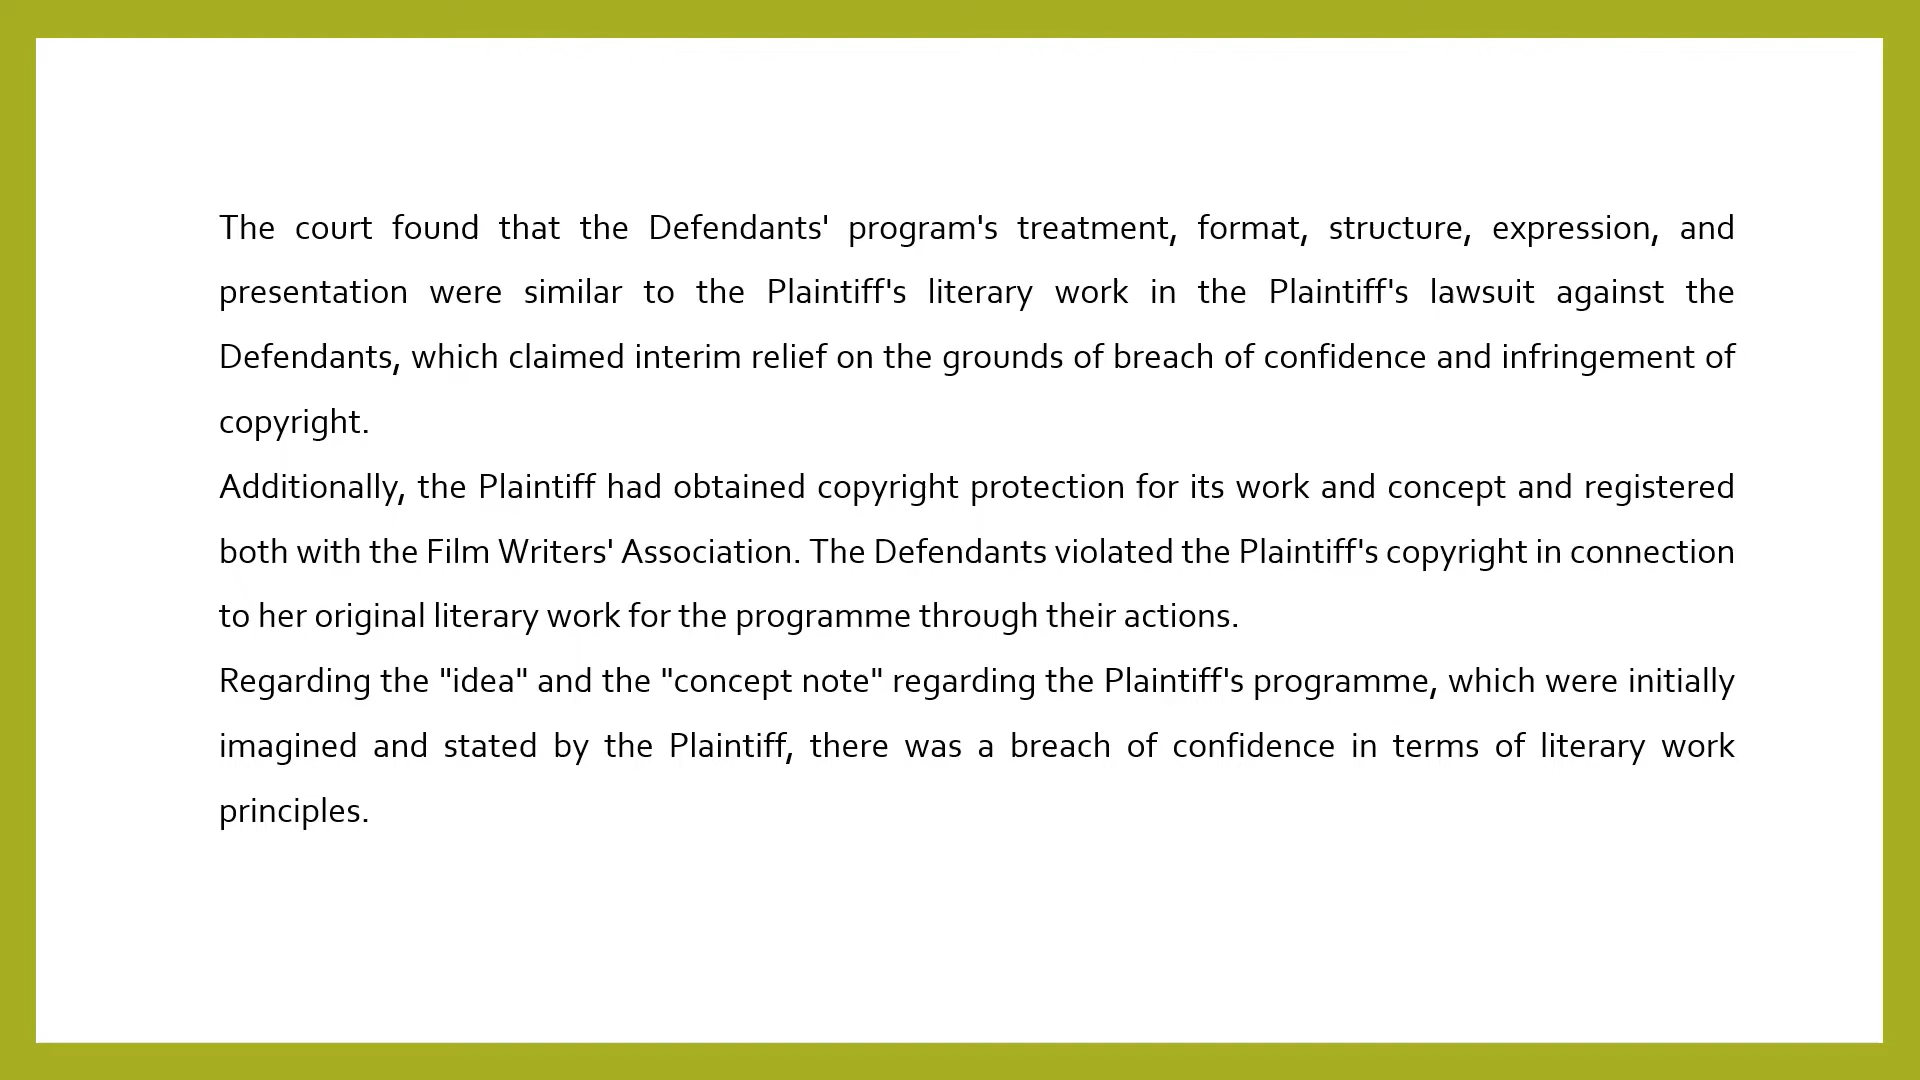 The court found that the Defendants' program's treatment, format, structure, expression, and
presentation were similar to the Plaintiff's literary work in the Plaintiff's lawsuit against the
Defendants, which claimed interim relief on the grounds of breach of confidence and infringement of
copyright.
Additionally, the Plaintiff had obtained copyright protection for its work and concept and registered
both with the Film Writers' Association. The Defendants violated the Plaintiff's copyright in connection
to her original literary work for the programme through their actions.
Regarding the "idea" and the "concept note" regarding the Plaintiff's programme, which were initially
imagined and stated by the Plaintiff, there was a breach of confidence in terms of literary work
principles.